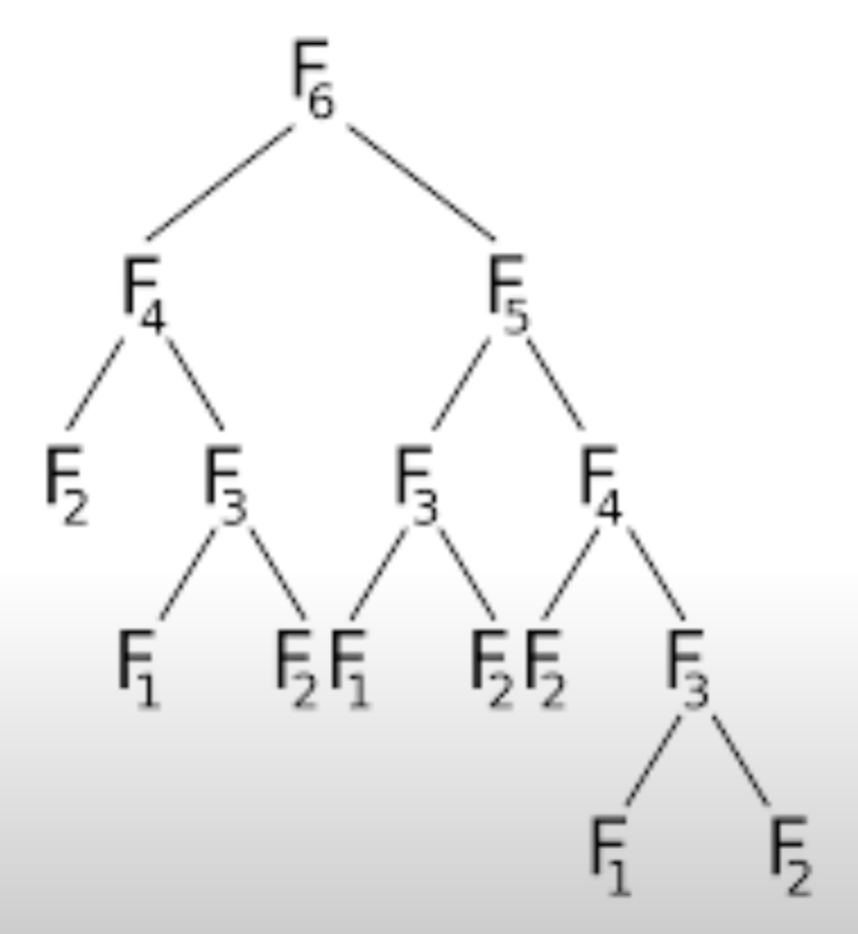 F₆
F₄ F₅
F₂ F₃ F₃ F₄
F₁ F₂ F₁ F₂ F₂ F₃
F₁ F₂